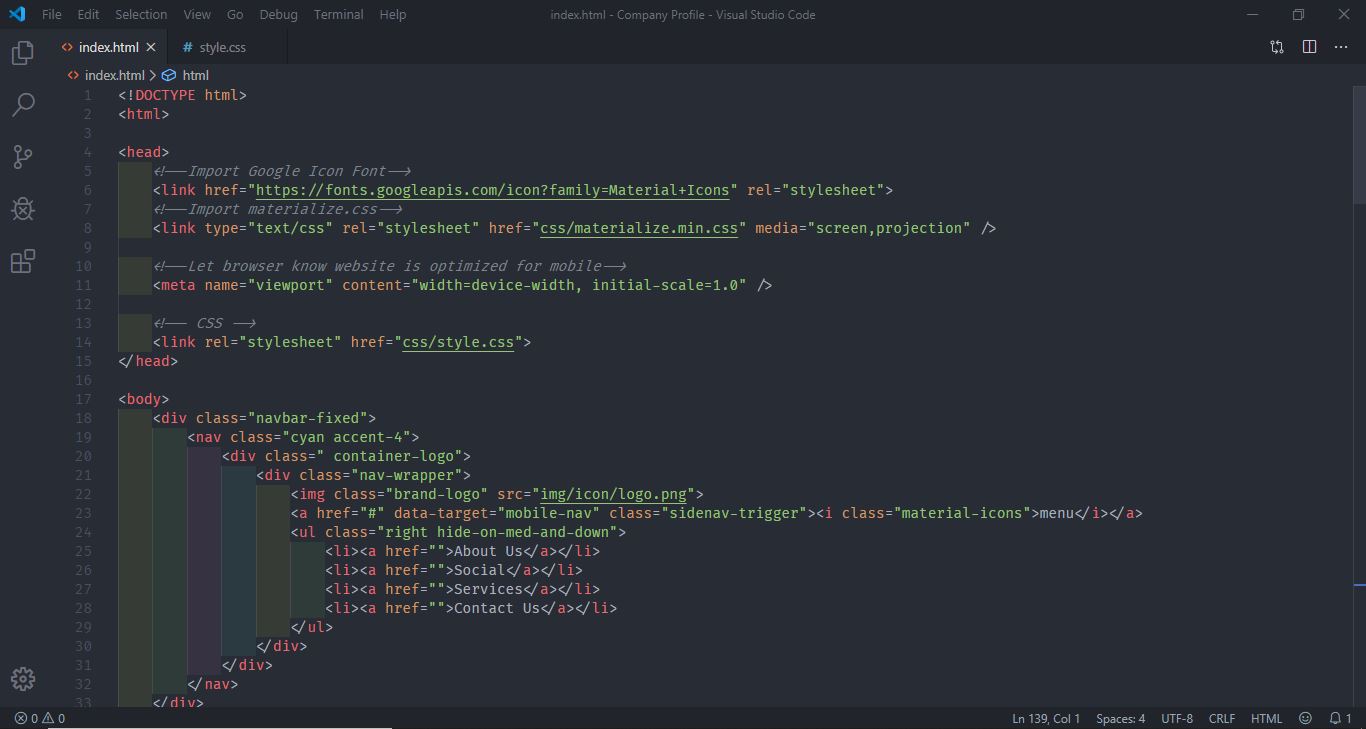 File Edit Selection View Go Debug Terminal Help index.html - Company Profile - Visual Studio Code
<> index.html × # style.css
<> index.html > html
1 <!DOCTYPE html>
2 <html>
3
4 <head>
5     <!--Import Google Icon Font-->
6     <link href="https://fonts.googleapis.com/icon?family=Material+Icons" rel="stylesheet">
7     <!--Import materialize.css-->
8     <link type="text/css" rel="stylesheet" href="css/materialize.min.css" media="screen,projection" />
9
10     <!--Let browser know website is optimized for mobile-->
11     <meta name="viewport" content="width=device-width, initial-scale=1.0" />
12
13     <!-- CSS -->
14     <link rel="stylesheet" href="css/style.css">
15 </head>
16
17 <body>
18     <div class="navbar-fixed">
19         <nav class="cyan accent-4">
20             <div class=" container-logo">
21                 <div class="nav-wrapper">
22                     <img class="brand-logo" src="img/icon/logo.png">
23                     <a href="#" data-target="mobile-nav" class="sidenav-trigger"><i class="material-icons">menu</i></a>
24                     <ul class="right hide-on-med-and-down">
25                         <li><a href="">About Us</a></li>
26                         <li><a href="">Social</a></li>
27                         <li><a href="">Services</a></li>
28                         <li><a href="">Contact Us</a></li>
29                     </ul>
30                 </div>
31             </div>
32         </nav>
33     </div>
0 0 Ln 139, Col 1 Spaces: 4 UTF-8 CRLF HTML 1